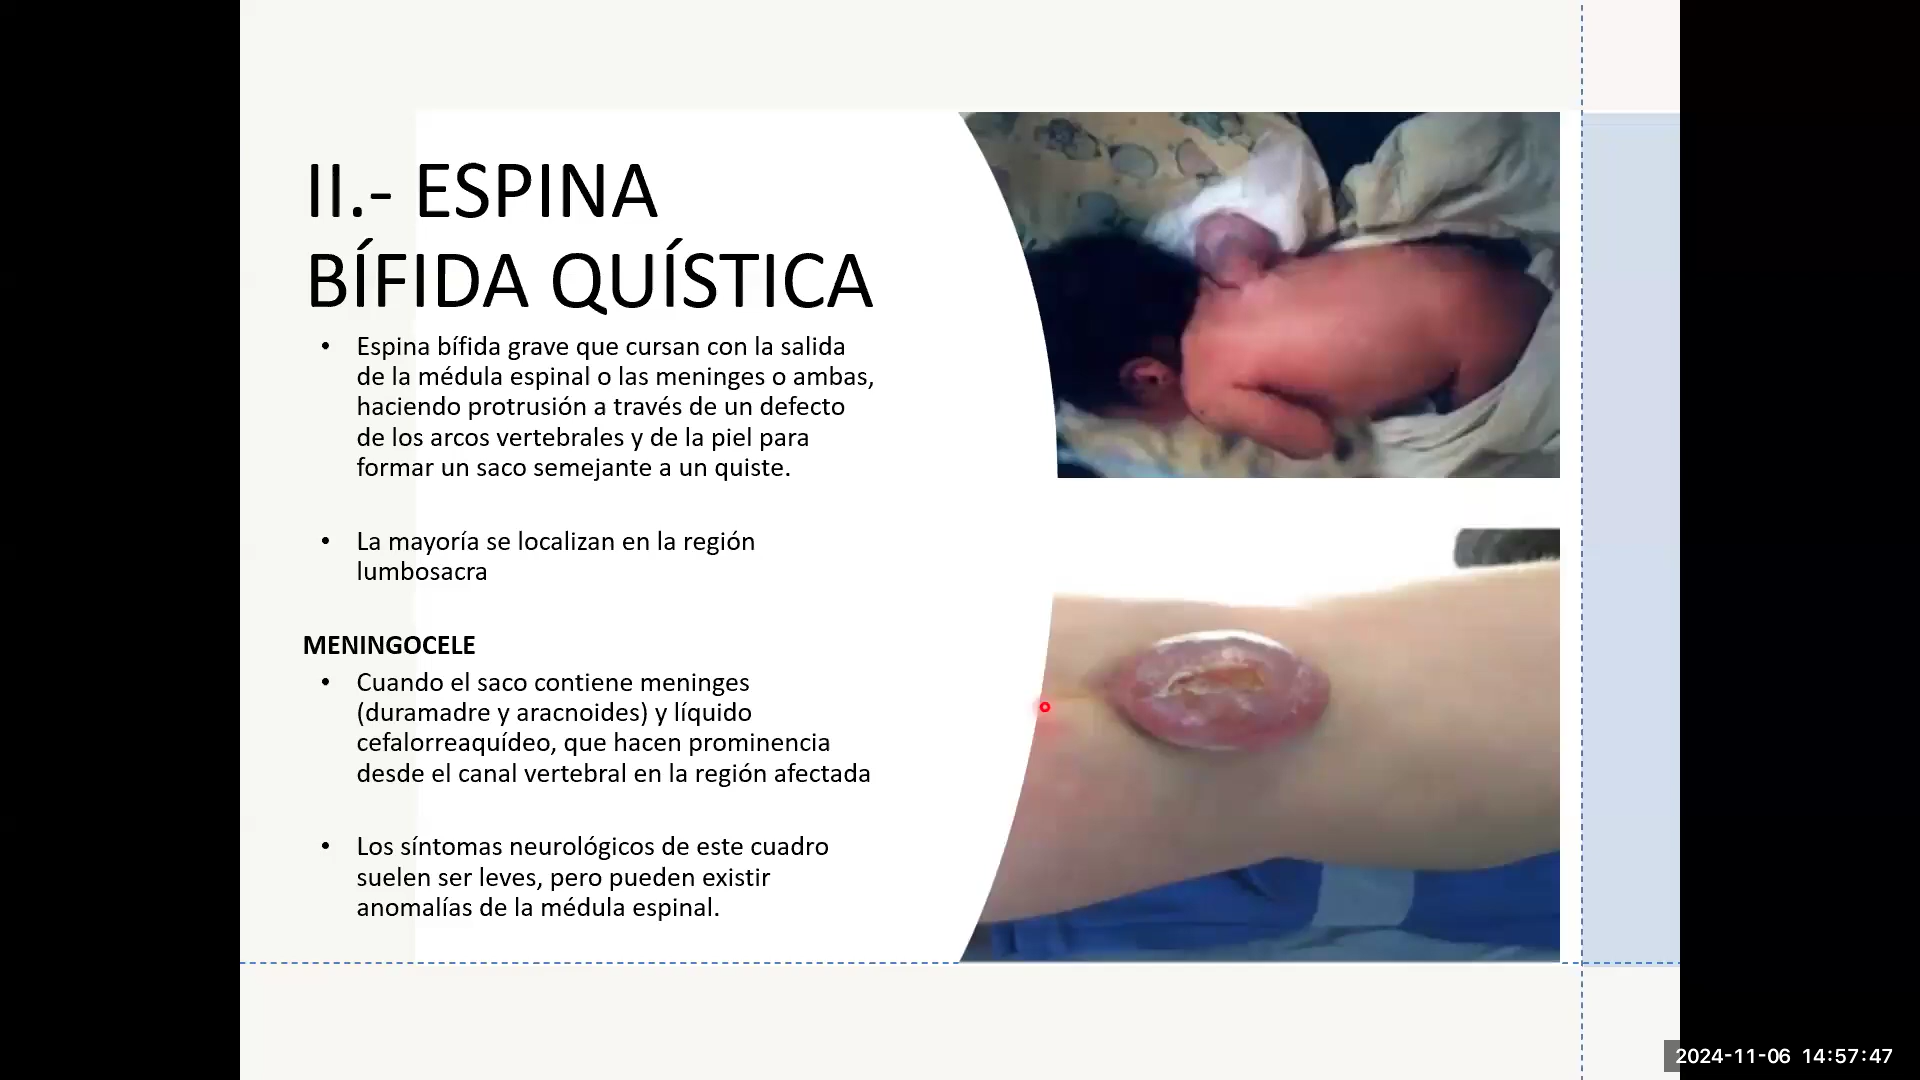 II.- ESPINA
BÍFIDA QUÍSTICA
• Espina bífida grave que cursan con la salida
de la médula espinal o las meninges o ambas,
haciendo protrusión a través de un defecto
de los arcos vertebrales y de la piel para
formar un saco semejante a un quiste.
• La mayoría se localizan en la región
lumbosacra
MENINGOCELE
• Cuando el saco contiene meninges
(duramadre y aracnoides) y líquido
cefalorreaquídeo, que hacen prominencia
desde el canal vertebral en la región afectada
• Los síntomas neurológicos de este cuadro
suelen ser leves, pero pueden existir
anomalías de la médula espinal.
2024-11-06 14:57:47